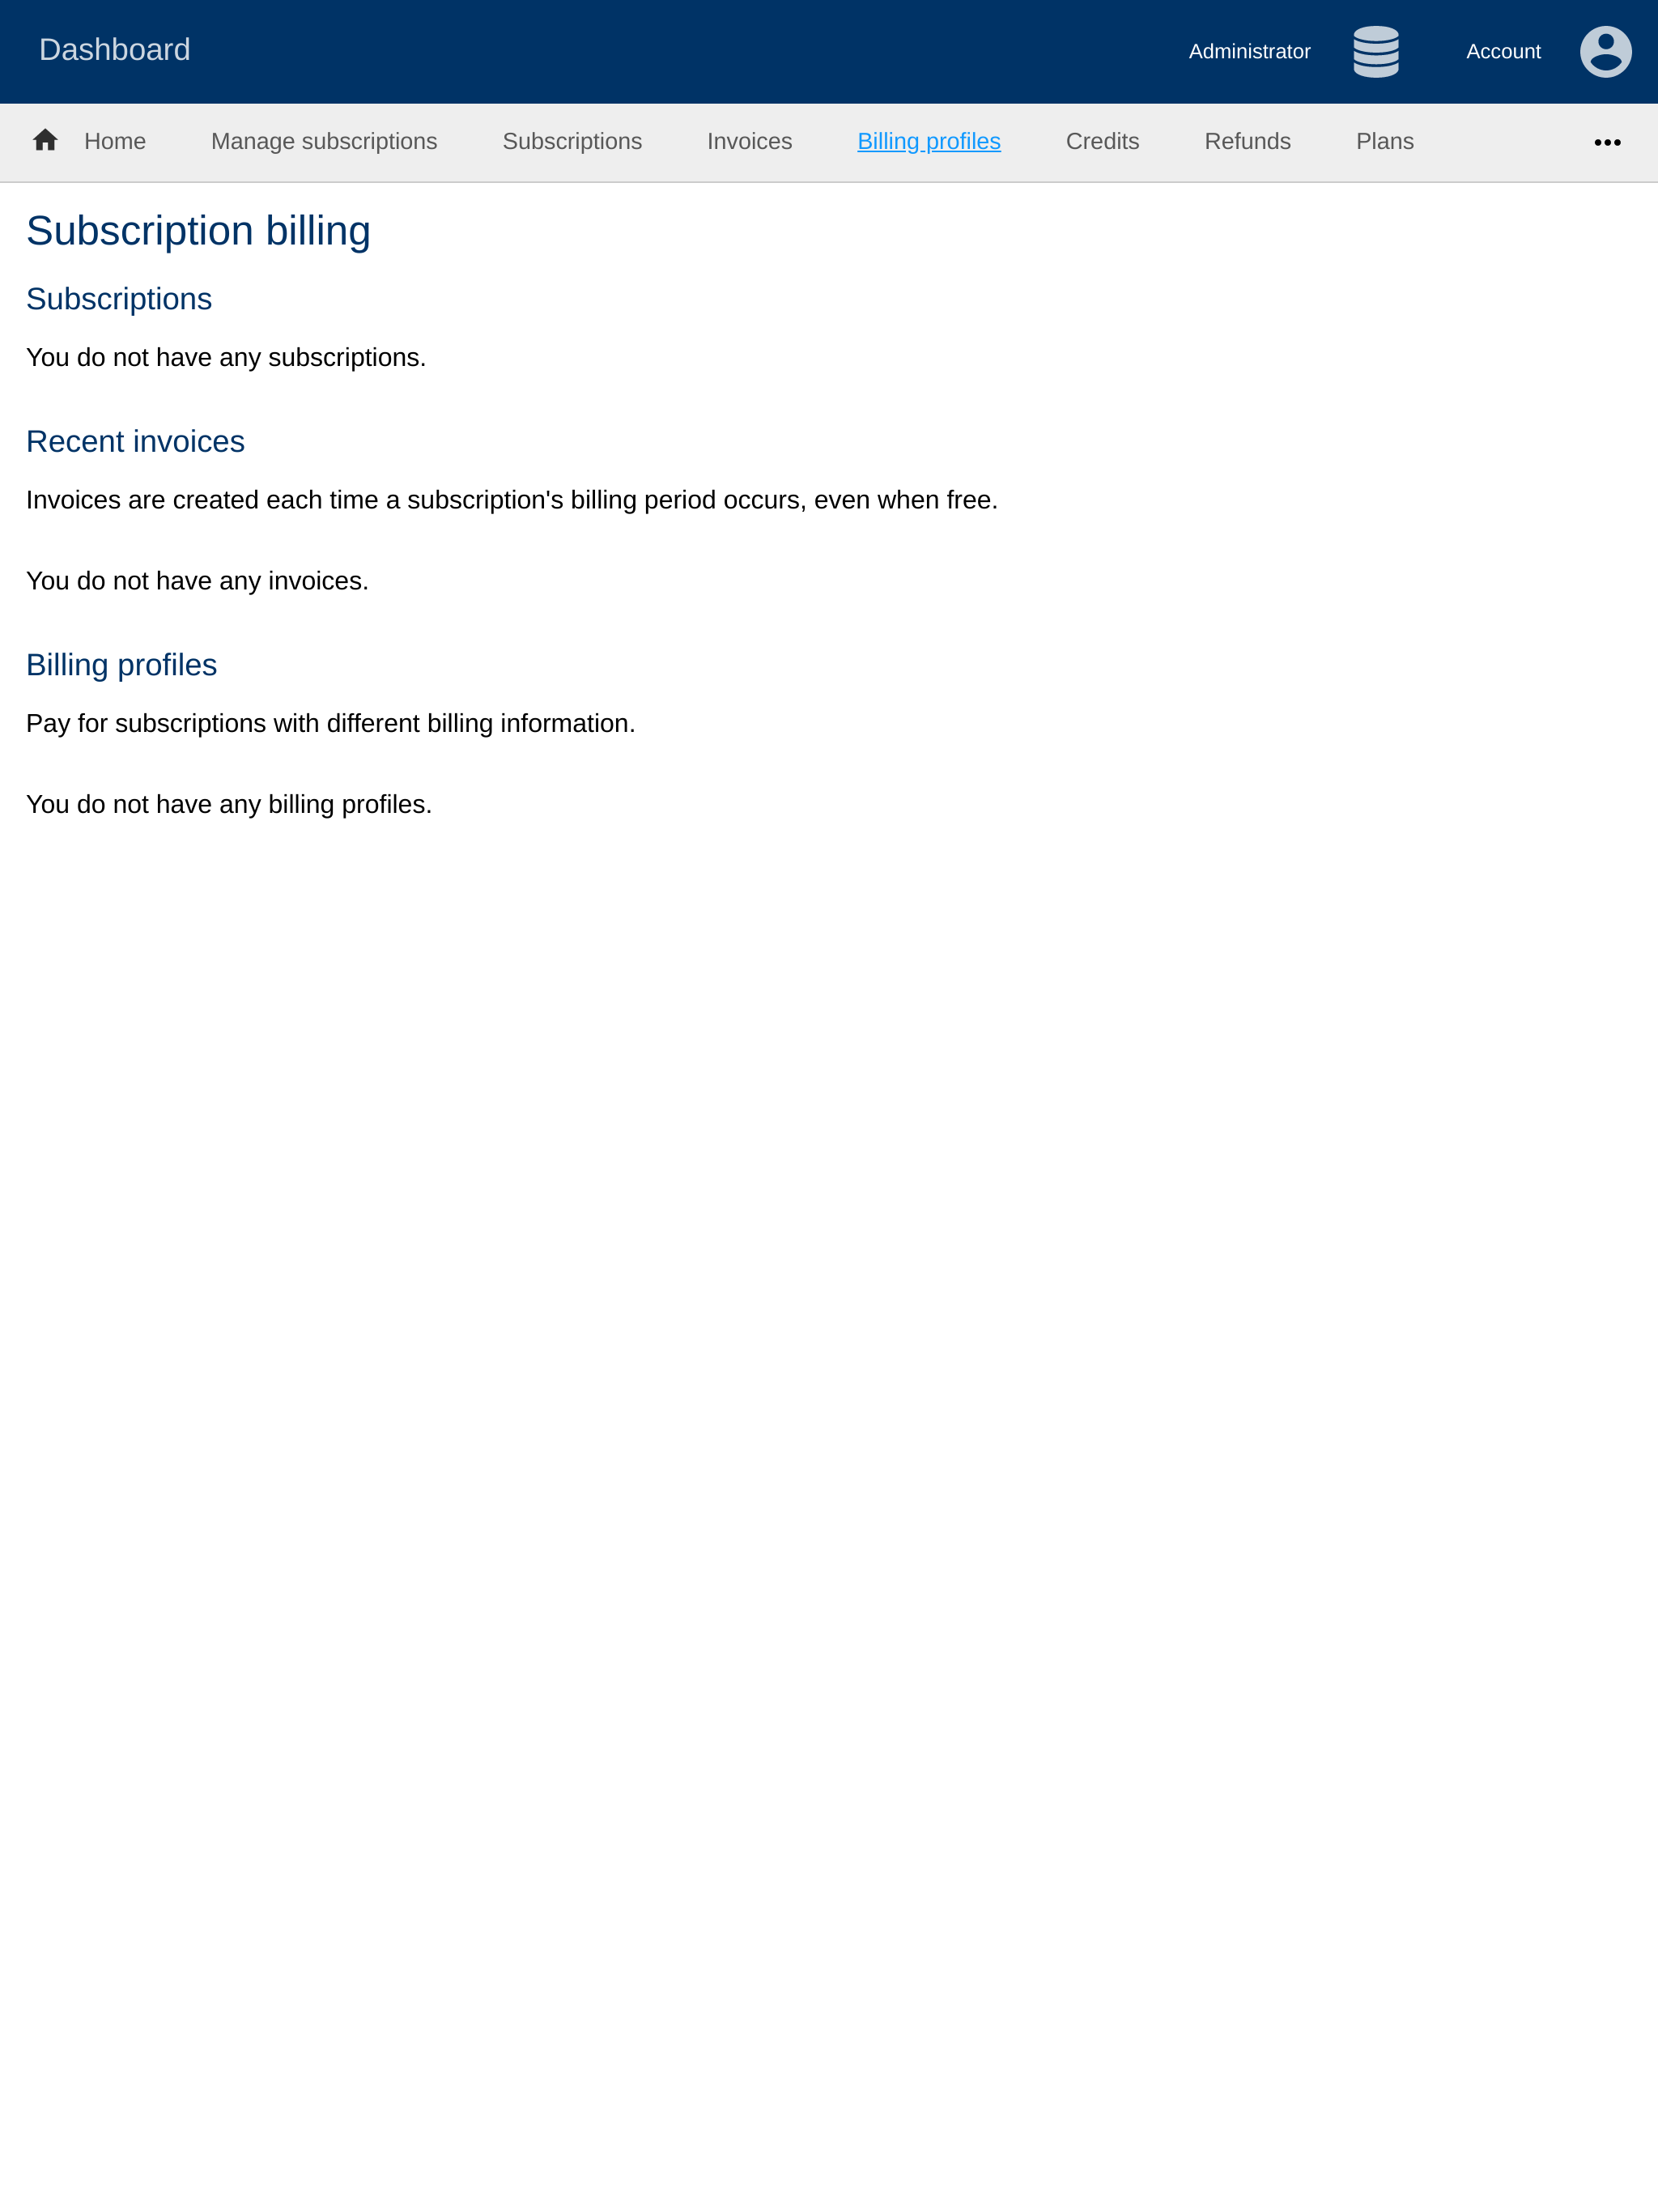 Dashboard
Administrator
Account
Home
Manage subscriptions
Subscriptions
Invoices
Billing profiles
Credits
Refunds
Plans
Subscription billing
Subscriptions
You do not have any subscriptions.
Recent invoices
Invoices are created each time a subscription's billing period occurs, even when free.
You do not have any invoices.
Billing profiles
Pay for subscriptions with different billing information.
You do not have any billing profiles.